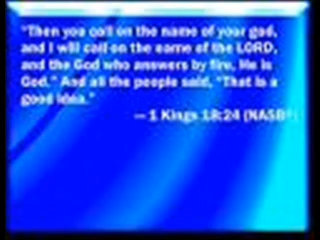 "Then you call on the name of your god,
and I will call on the name of the LORD,
and the God who answers by fire, He is
God." And all the people said, "That is a
good idea."
— 1 Kings 18:24 (NASB®)